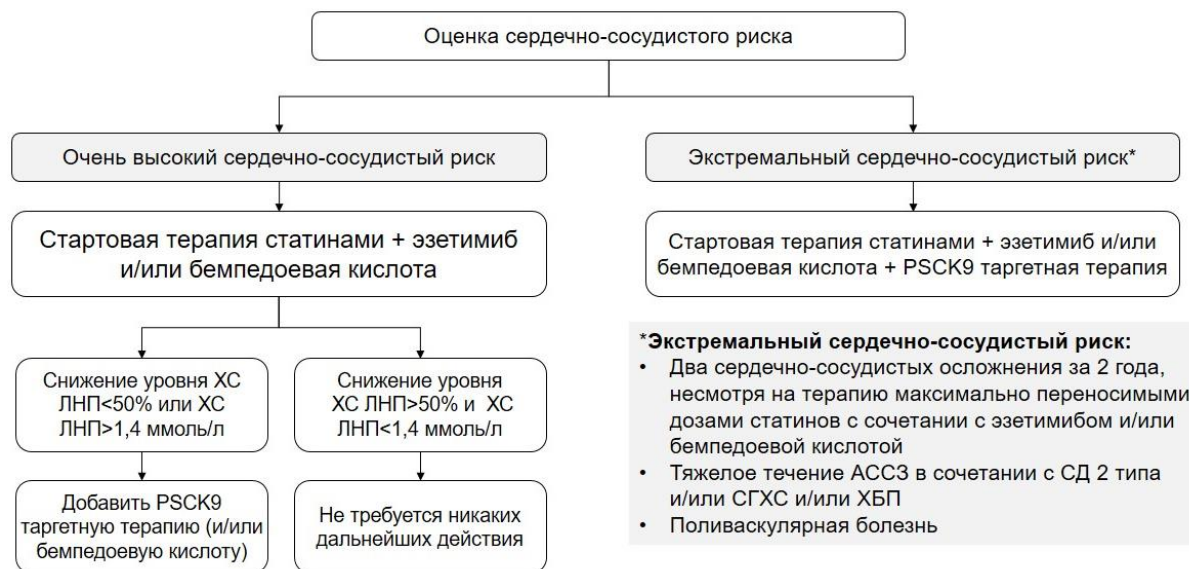 Оценка сердечно-сосудистого риска
Очень высокий сердечно-сосудистый риск
Экстремальный сердечно-сосудистый риск*
Стартовая терапия статинами + эзетимиб
и/или бемпедоевая кислота
Стартовая терапия статинами + эзетимиб и/или
бемпедоевая кислота + PSCK9 таргетная терапия
Снижение уровня ХС
ЛНП<50% или ХС
ЛНП>1,4 ммоль/л
Снижение уровня
ХС ЛНП>50% и ХС
ЛНП<1,4 ммоль/л
Добавить PSCK9
таргетную терапию (и/или
бемпедоевую кислоту)
Не требуется никаких
дальнейших действия
*Экстремальный сердечно-сосудистый риск:
• Два сердечно-сосудистых осложнения за 2 года,
несмотря на терапию максимально переносимыми
дозами статинов с сочетании с эзетимибом и/или
бемпедоевой кислотой
• Тяжелое течение АССЗ в сочетании с СД 2 типа
и/или СГХС и/или ХБП
• Поливаскулярная болезнь